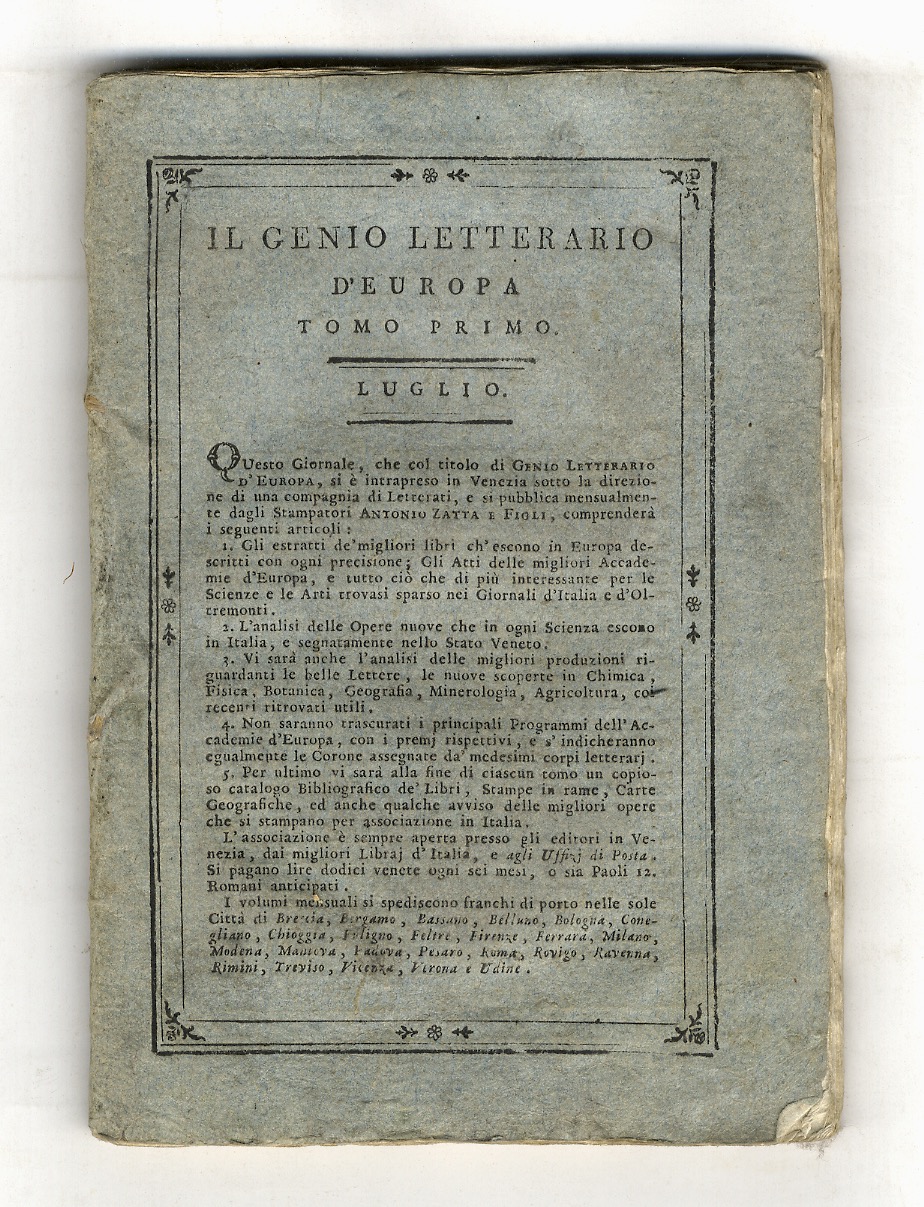 IL GENIO LETTERARIO
D'EUROPA
TOMO PRIMO.
LUGLIO.
QUesto Giornale, che col titolo di GENIO LETTERARIO
D'EUROPA, si è intrapreso in Venezia sotto la direzio-
ne di una compagnia di Letterati, e si pubblica mensualmen-
te dagli Stampatori ANTONIO ZATTA E FIGLI, comprenderà
i seguenti articoli:
1. Gli estratti de'migliori libri ch'escono in Europa de-
scritti con ogni precisione; Gli Atti delle migliori Accade-
mie d'Europa, e tutto ciò che di più interessante per le
Scienze e le Arti trovasi sparso nei Giornali d'Italia e d'Ol-
tremonti.
2. L'analisi delle Opere nuove che in ogni Scienza escono
in Italia, e segnatamente nello Stato Veneto.
3. Vi sarà anche l'analisi delle migliori produzioni ri-
guardanti le belle Lettere, le nuove scoperte in Chimica,
Fisica, Botanica, Geografia, Minerologia, Agricoltura, coi
recenti ritrovati utili.
4. Non saranno trascurati i principali Programmi dell'Ac-
cademie d'Europa, con i premj rispettivi, e s'indicheranno
egualmente le Corone assegnate da' medesimi corpi letterarj.
5. Per ultimo vi sarà alla fine di ciascun tomo un copio-
so catalogo Bibliografico de' Libri, Stampe in rame, Carte
Geografiche, ed anche qualche avviso delle migliori opere
che si stampano per associazione in Italia.
L'associazione è sempre aperta presso gli editori in Ve-
nezia, dai migliori Libraj d'Italia, e agli Uffizj di Posta.
Si pagano lire dodici venete ogni sei mesi, o sia Paoli 12.
Romani anticipati.
I volumi mensuali si spediscono franchi di porto nelle sole
Città di Brescia, Bergamo, Bassano, Belluno, Bologna, Cone-
gliano, Chioggia, Fuligno, Feltre, Firenze, Ferrara, Milano,
Modena, Mantova, Padova, Pesaro, Roma, Rovigo, Ravenna,
Rimini, Treviso, Vicenza, Verona e Udine.